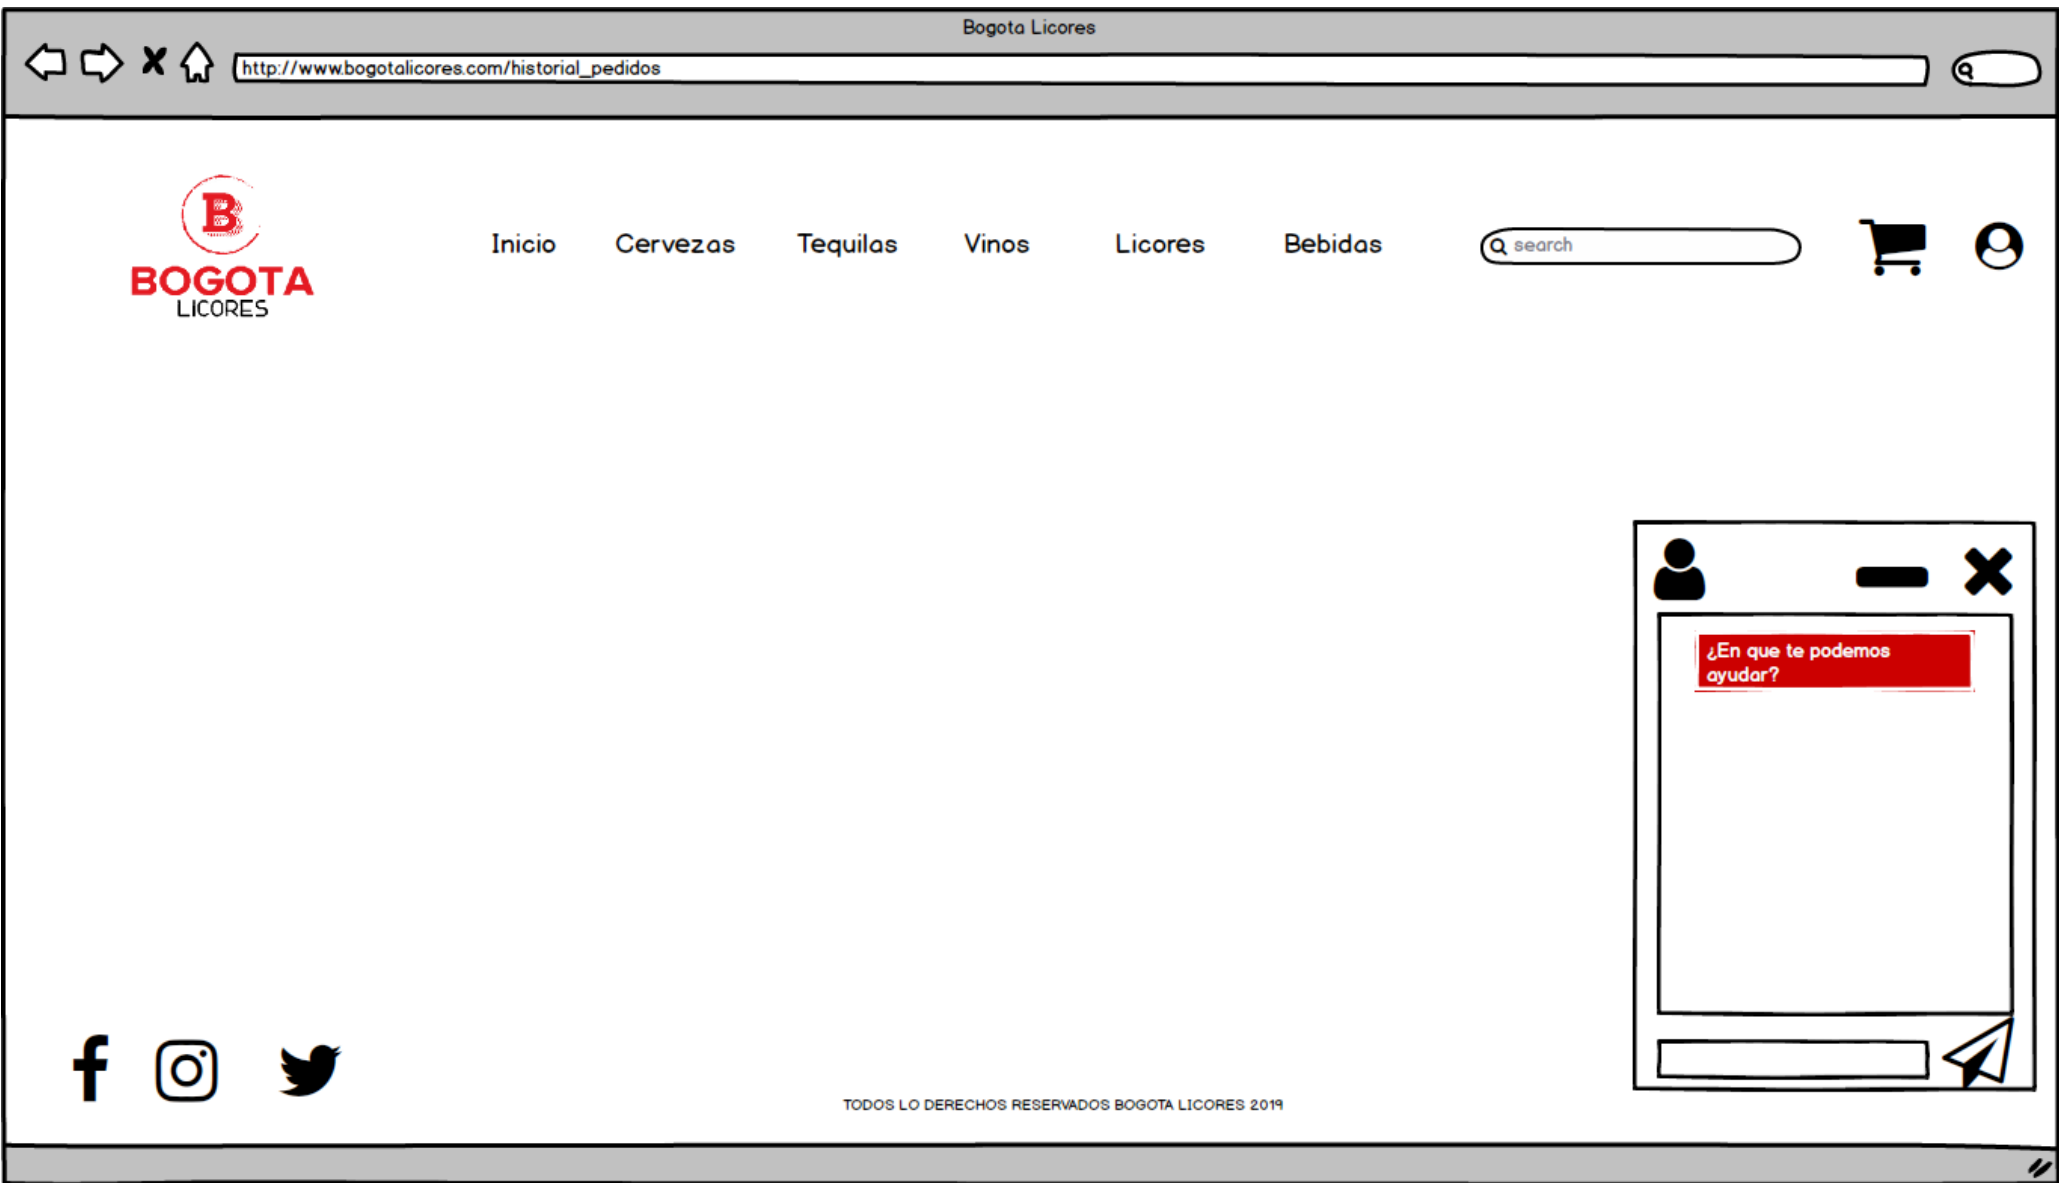 Bogota Licores
http://www.bogotalicores.com/historial_pedidos
B
BOGOTA
LICORES
Inicio Cervezas Tequilas Vinos Licores Bebidas search
¿En que te podemos
ayudar?
TODOS LO DERECHOS RESERVADOS BOGOTA LICORES 2019